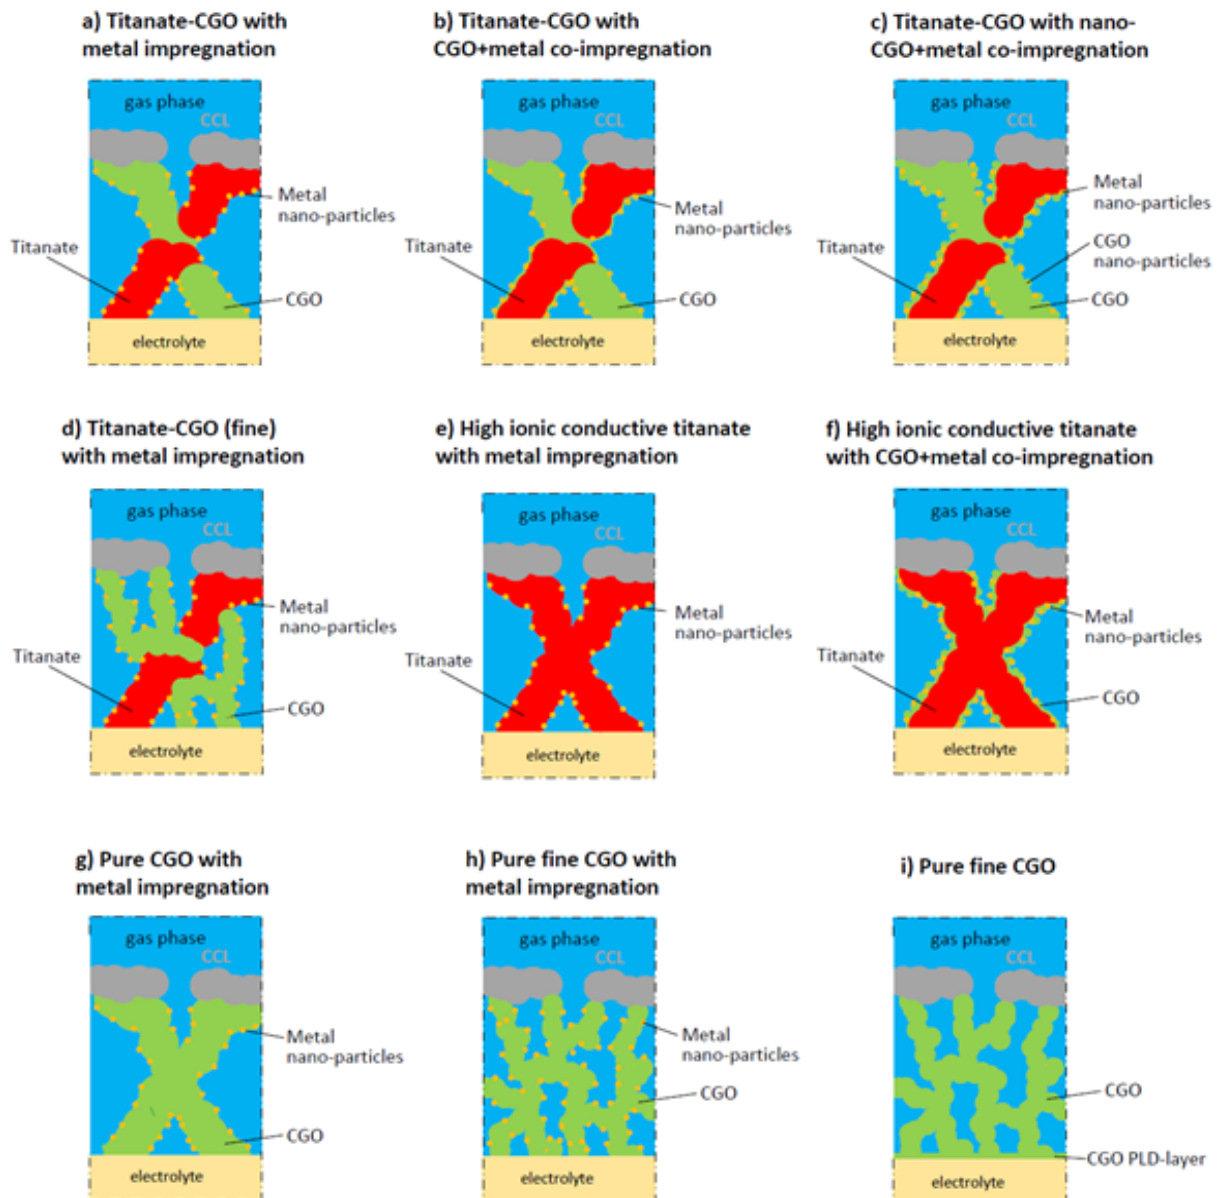 a) Titanate-CGO with
metal impregnation
gas phase
CCL
Metal
nano-particles
Titanate
CGO
electrolyte
b) Titanate-CGO with
CGO+metal co-impregnation
gas phase
CCL
Metal
nano-particles
Titanate
CGO
electrolyte
c) Titanate-CGO with nano-
CGO+metal co-impregnation
gas phase
CCL
Metal
nano-particles
CGO
nano-particles
Titanate
CGO
electrolyte
d) Titanate-CGO (fine)
with metal impregnation
gas phase
CCL
Metal
nano-particles
Titanate
CGO
electrolyte
e) High ionic conductive titanate
with metal impregnation
gas phase
CCL
Metal
nano-particles
Titanate
electrolyte
f) High ionic conductive titanate
with CGO+metal co-impregnation
gas phase
CCL
Metal
nano-particles
Titanate
CGO
electrolyte
g) Pure CGO with
metal impregnation
gas phase
CCL
Metal
nano-particles
CGO
electrolyte
h) Pure fine CGO with
metal impregnation
gas phase
CCL
Metal
nano-particles
CGO
electrolyte
i) Pure fine CGO
gas phase
CCL
CGO
CGO PLD-layer
electrolyte